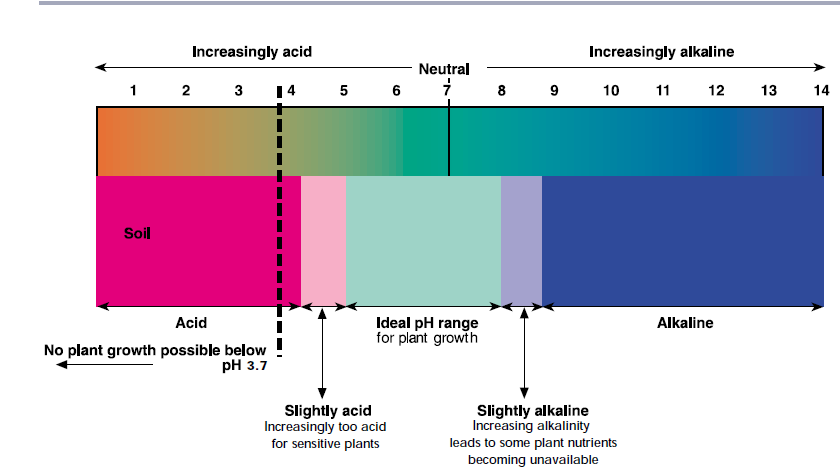 Increasingly acid
Increasingly alkaline
Neutral
1 2 3 4 5 6 7 8 9 10 11 12 13 14
Soil
Acid
Ideal pH range
for plant growth
Alkaline
No plant growth possible below
pH 3.7
Slightly acid
Increasingly too acid
for sensitive plants
Slightly alkaline
Increasing alkalinity
leads to some plant nutrients
becoming unavailable